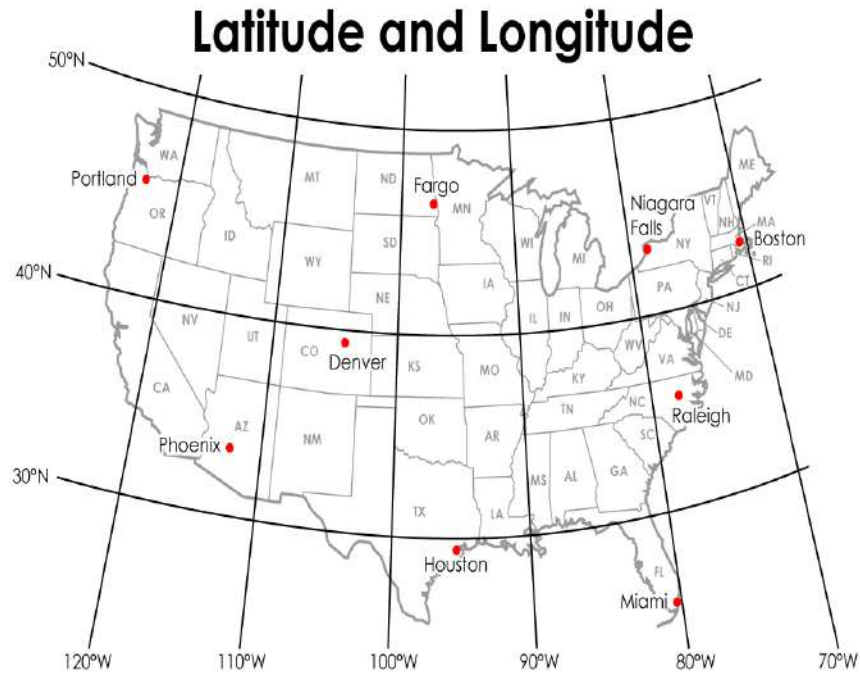 Latitude and Longitude
50°N
ME
WA
Portland
MT
ND
Fargo
MN
Niagara
Falls
VT
NH
MA
OR
ID
SD
WI
MI
NY
Boston
RI
40°N
WY
IA
PA
CT
NE
NJ
NV
UT
IL
IN
OH
DE
CO
Denver
KS
MO
WV
VA
MD
CA
KY
NC
Raleigh
Phoenix
AZ
NM
OK
AR
TN
SC
30°N
TX
LA
MS
AL
GA
Houston
FL
Miami
120°W
110°W
100°W
90°W
80°W
70°W